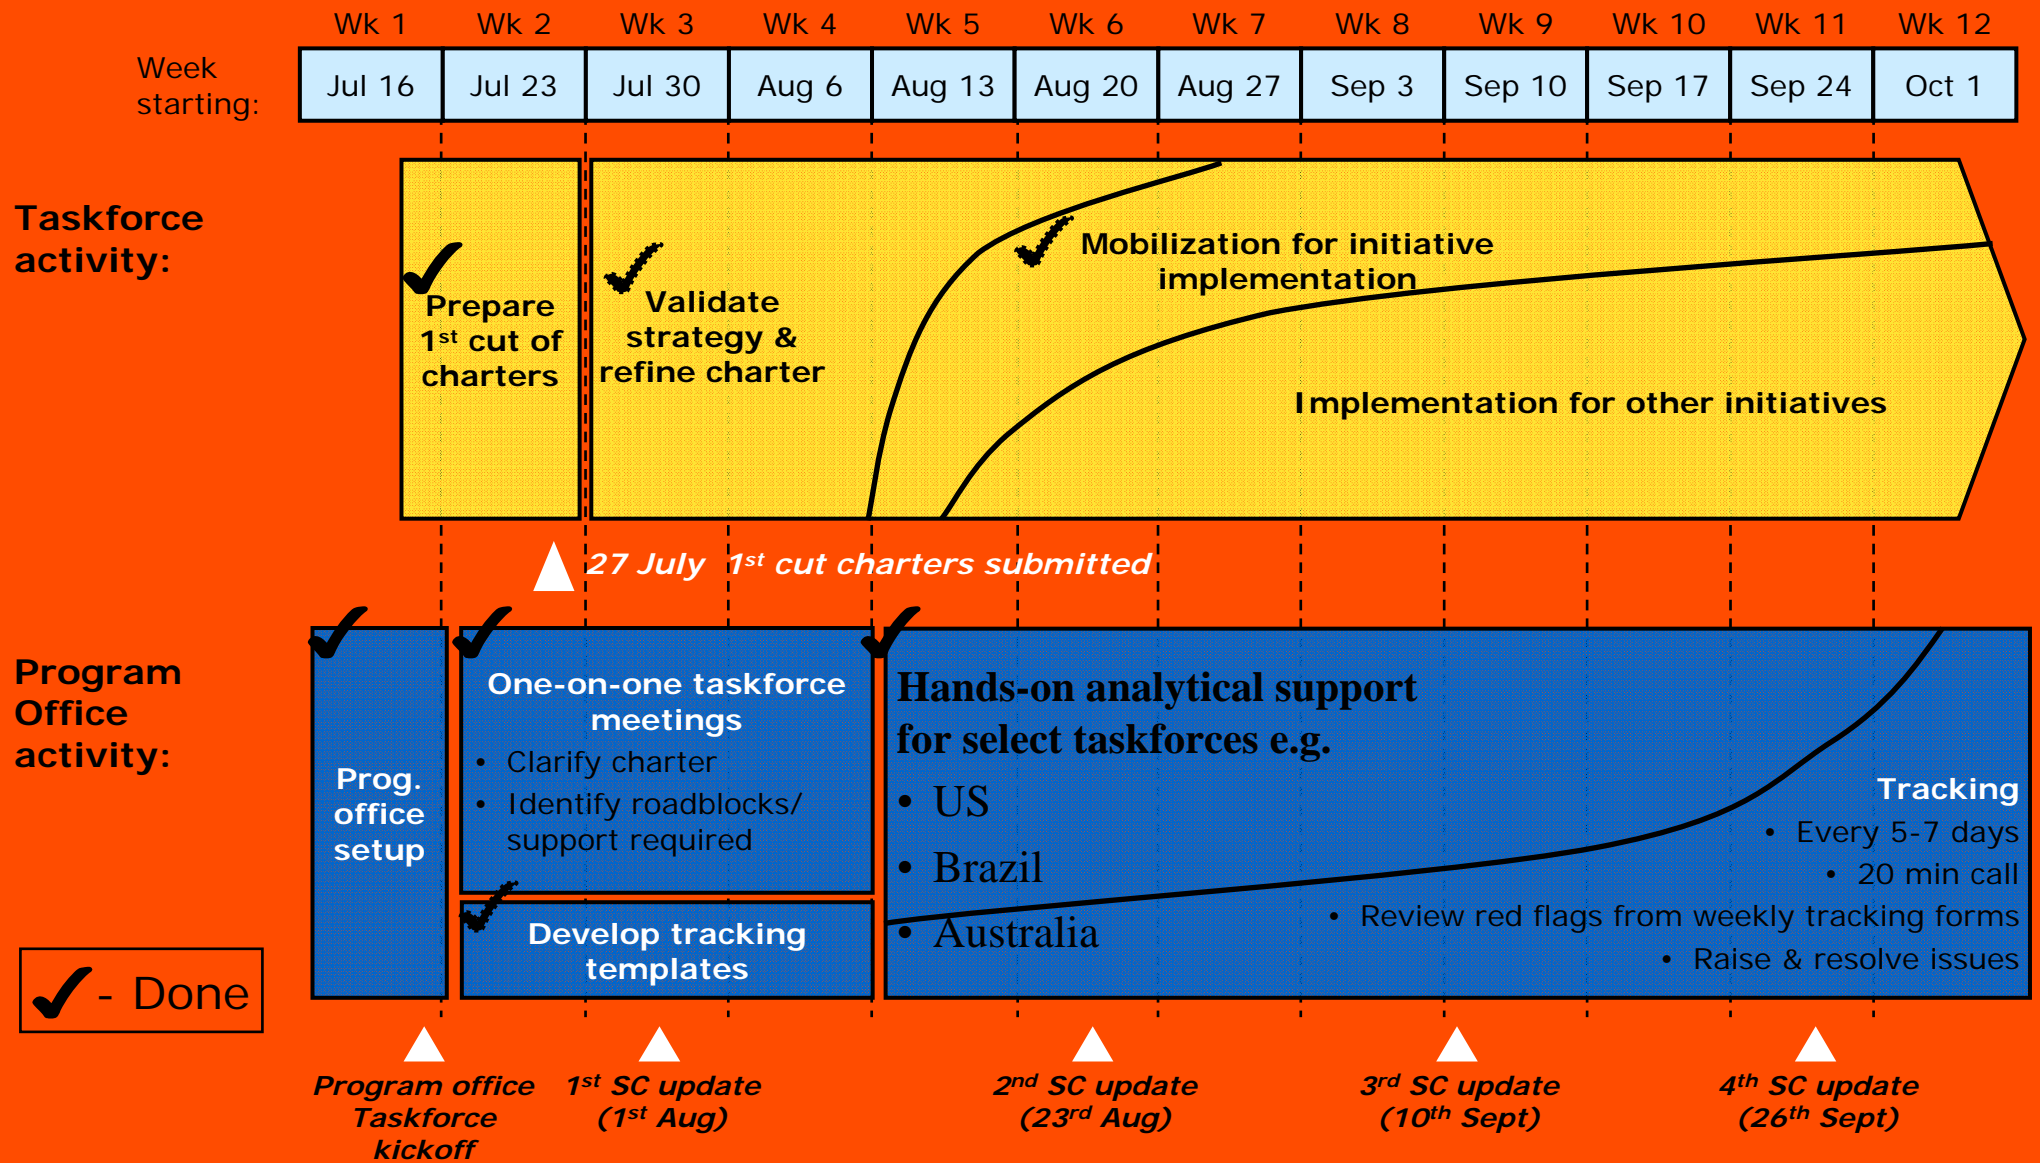 Wk 1 Wk 2 Wk 3 Wk 4 Wk 5 Wk 6 Wk 7 Wk 8 Wk 9 Wk 10 Wk 11 Wk 12
Week
starting:
Jul 16 Jul 23 Jul 30 Aug 6 Aug 13 Aug 20 Aug 27 Sep 3 Sep 10 Sep 17 Sep 24 Oct 1
Taskforce
activity:
Prepare
1st cut of
charters
Validate
strategy &
refine charter
Mobilization for initiative
implementation
Implementation for other initiatives
27 July 1st cut charters submitted
Program
Office
activity:
Prog.
office
setup
One-on-one taskforce
meetings
• Clarify charter
• Identify roadblocks/
support required
Develop tracking
templates
Hands-on analytical support
for select taskforces e.g.
• US
• Brazil
• Australia
Tracking
• Every 5-7 days
• 20 min call
• Review red flags from weekly tracking forms
• Raise & resolve issues
✓ - Done
Program office
Taskforce
kickoff
1st SC update
(1st Aug)
2nd SC update
(23rd Aug)
3rd SC update
(10th Sept)
4th SC update
(26th Sept)